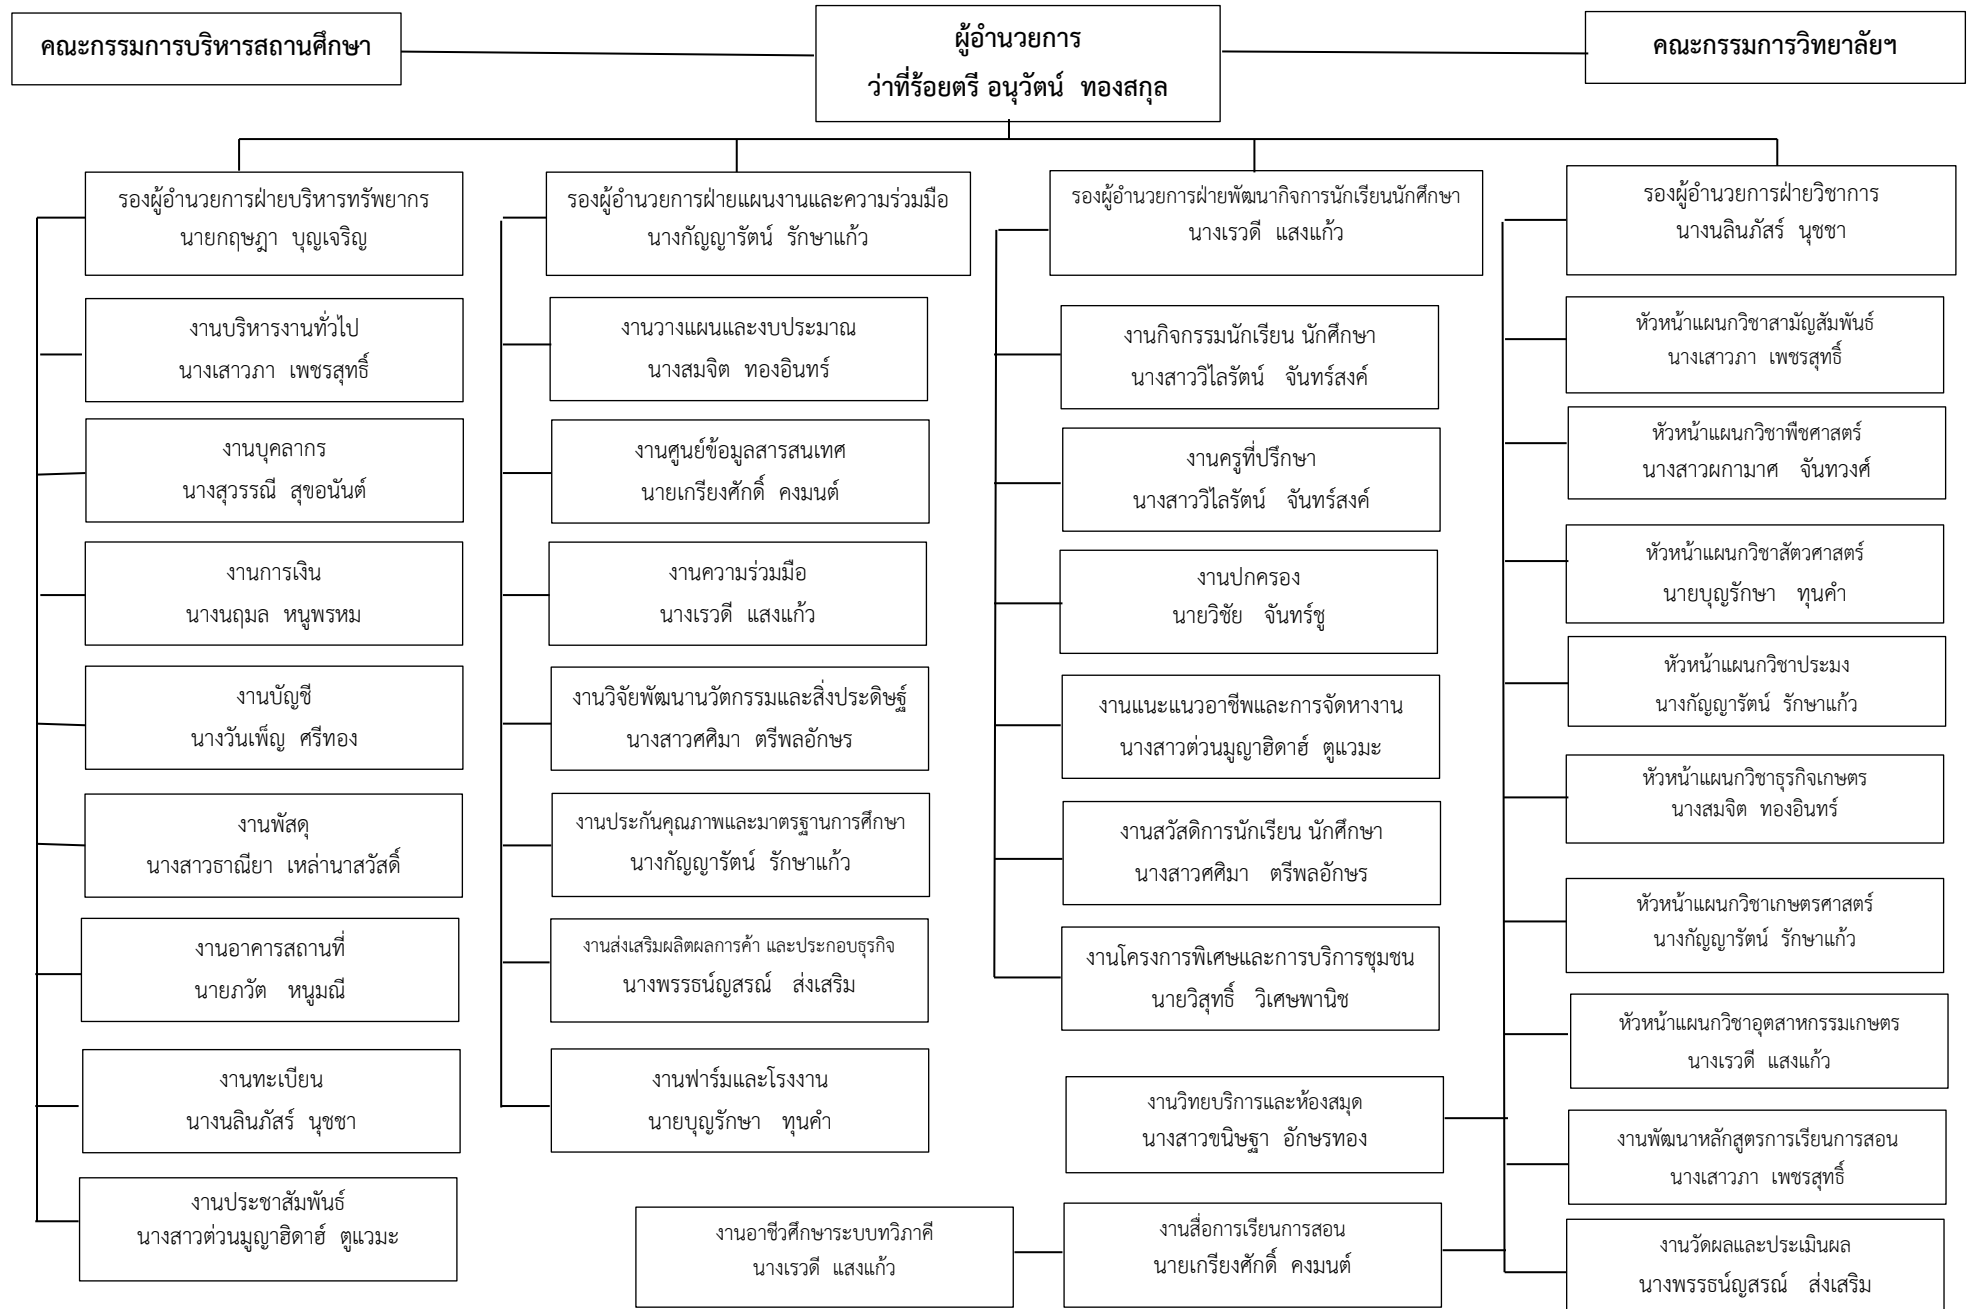 คณะกรรมการบริหารสถานศึกษา
ผู้อำนวยการ
ว่าที่ร้อยตรี อนุวัตน์ ทองสกุล
คณะกรรมการวิทยาลัยฯ
รองผู้อำนวยการฝ่ายบริหารทรัพยากร
นายกฤษฎา บุญเจริญ
งานบริหารงานทั่วไป
นางเสาวภา เพชรสุทธิ์
งานบุคลากร
นางสุวรรณี สุขอนันต์
งานการเงิน
นางนฤมล หนูพรหม
งานบัญชี
นางวันเพ็ญ ศรีทอง
งานพัสดุ
นางสาวธาณียา เหล่านาสวัสดิ์
งานอาคารสถานที่
นายภวัต หนูมณี
งานทะเบียน
นางนลินภัสร์ นุชชา
งานประชาสัมพันธ์
นางสาวต่วนมูญาฮิดาฮ์ ตูแวมะ
รองผู้อำนวยการฝ่ายแผนงานและความร่วมมือ
นางกัญญารัตน์ รักษาแก้ว
งานวางแผนและงบประมาณ
นางสมจิต ทองอินทร์
งานศูนย์ข้อมูลสารสนเทศ
นายเกรียงศักดิ์ คงมนต์
งานความร่วมมือ
นางเรวดี แสงแก้ว
งานวิจัยพัฒนานวัตกรรมและสิ่งประดิษฐ์
นางสาวศศิมา ตรีพลอักษร
งานประกันคุณภาพและมาตรฐานการศึกษา
นางกัญญารัตน์ รักษาแก้ว
งานส่งเสริมผลิตผลการค้า และประกอบธุรกิจ
นางพรรธน์ญสรณ์ ส่งเสริม
งานฟาร์มและโรงงาน
นายบุญรักษา ทุนคำ
รองผู้อำนวยการฝ่ายพัฒนากิจการนักเรียนนักศึกษา
นางเรวดี แสงแก้ว
งานกิจกรรมนักเรียน นักศึกษา
นางสาววิไลรัตน์ จันทร์สงค์
งานครูที่ปรึกษา
นางสาววิไลรัตน์ จันทร์สงค์
งานปกครอง
นายวิชัย จันทร์ชู
งานแนะแนวอาชีพและการจัดหางาน
นางสาวต่วนมูญาฮิดาฮ์ ตูแวมะ
งานสวัสดิการนักเรียน นักศึกษา
นางสาวศศิมา ตรีพลอักษร
งานโครงการพิเศษและการบริการชุมชน
นายวิสุทธิ์ วิเศษพานิช
รองผู้อำนวยการฝ่ายวิชาการ
นางนลินภัสร์ นุชชา
หัวหน้าแผนกวิชาสามัญสัมพันธ์
นางเสาวภา เพชรสุทธิ์
หัวหน้าแผนกวิชาพืชศาสตร์
นางสาวผกามาศ จันทวงศ์
หัวหน้าแผนกวิชาสัตวศาสตร์
นายบุญรักษา ทุนคำ
หัวหน้าแผนกวิชาประมง
นางกัญญารัตน์ รักษาแก้ว
หัวหน้าแผนกวิชาธุรกิจเกษตร
นางสมจิต ทองอินทร์
หัวหน้าแผนกวิชาเกษตรศาสตร์
นางกัญญารัตน์ รักษาแก้ว
หัวหน้าแผนกวิชาอุตสาหกรรมเกษตร
นางเรวดี แสงแก้ว
งานพัฒนาหลักสูตรการเรียนการสอน
นางเสาวภา เพชรสุทธิ์
งานวัดผลและประเมินผล
นางพรรธน์ญสรณ์ ส่งเสริม
งานวิทยบริการและห้องสมุด
นางสาวขนิษฐา อักษรทอง
งานสื่อการเรียนการสอน
นายเกรียงศักดิ์ คงมนต์
งานอาชีวศึกษาระบบทวิภาคี
นางเรวดี แสงแก้ว